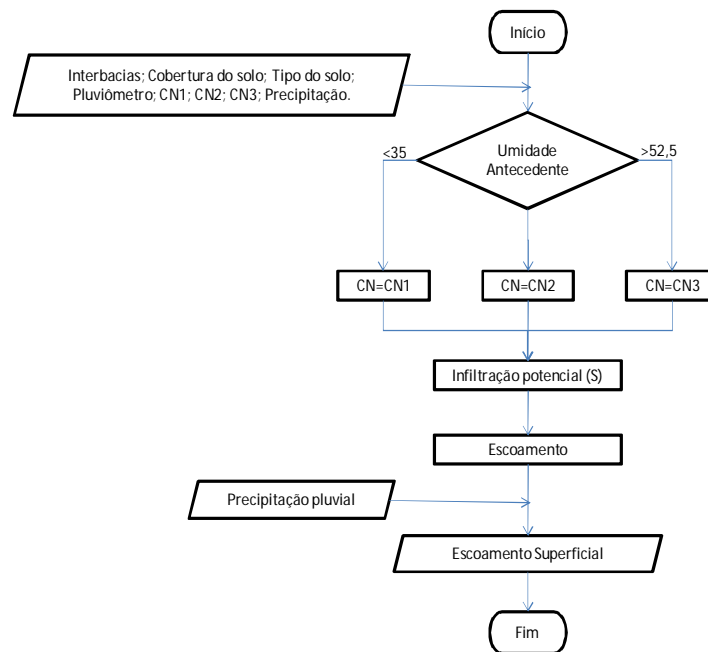 Início
Interbacias; Cobertura do solo; Tipo do solo;
Pluviômetro; CN1; CN2; CN3; Precipitação.
<35
Umidade
Antecedente
>52,5
CN=CN1
CN=CN2
CN=CN3
Infiltração potencial (S)
Escoamento
Precipitação pluvial
Escoamento Superficial
Fim